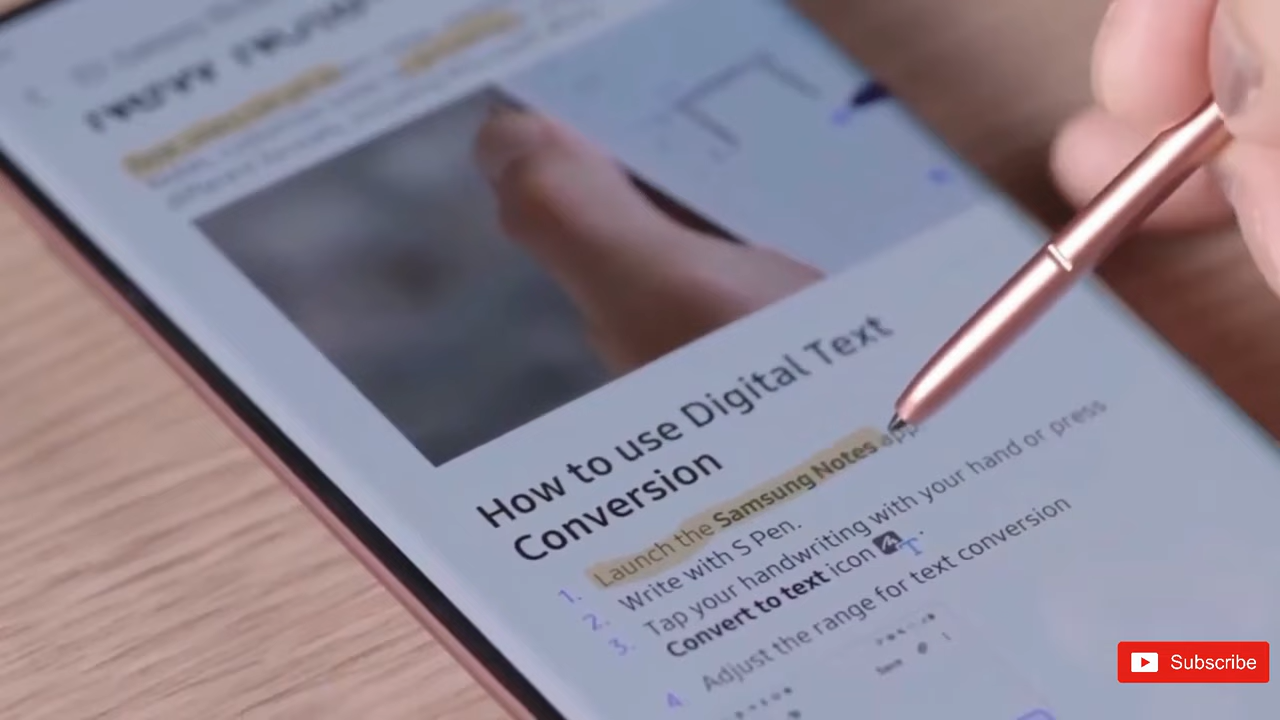 How to use Digital Text
Conversion
1. Launch the Samsung Notes app
2. Write with S Pen.
3. Tap your handwriting with your hand or press
Convert to text icon
4 Adjust the range for text conversion
Subscribe